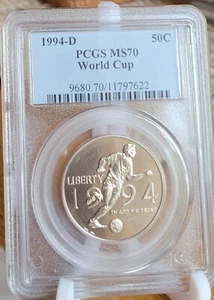 1994-D 50C
PCGS MS70
World Cup
9680.70/11797622
LIBERTY
1994
IN GOD WE TRUST